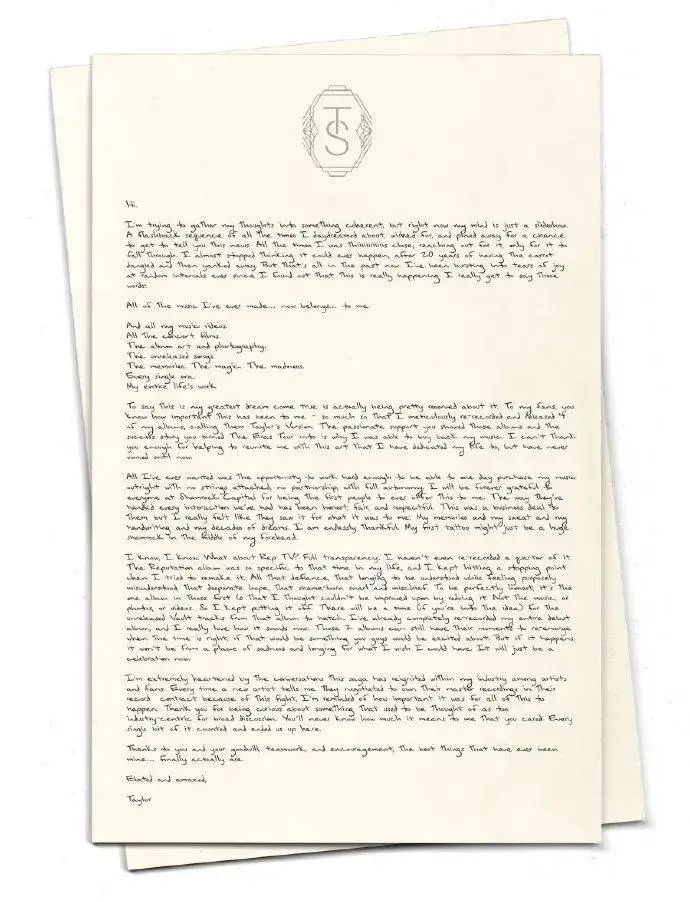 TS
Hi.
I'm trying to gather my thoughts into something coherent, but right now my mind is just a slideshow.
A flashback sequence of all the times I daydreamed about, wished for, and pined away for a chance
to get to tell you this news. All the times I was thiiiiiiiis close, reaching out for it, only for it to
fall through. I almost stopped thinking it could ever happen, after 20 years of having the carrot
dangled and then yanked away. But that's all in the past now. I've been bursting into tears of joy
at random intervals ever since I found out that this is really happening. I really get to say these
words:
All of the music I've ever made... now belongs... to me.
And all my music videos.
All the concert films.
The album art and photography.
The unreleased songs.
The memories. The magic. The madness.
Every single era.
My entire life's work.
To say this is my greatest dream come true is actually being pretty reserved about it. To my fans, you
know how important this has been to me - so much so that I meticulously re-recorded and released 4
of my albums, calling them Taylor's Version. The passionate support you showed those albums and the
success story you turned The Eras Tour into is why I was able to buy back my music. I can't thank
you enough for helping to reunite me with this art that I have dedicated my life to, but have never
owned until now.
All I've ever wanted was the opportunity to work hard enough to be able to one day purchase my music
outright with no strings attached, no partnership, with full autonomy. I will be forever grateful to
everyone at Shamrock Capital for being the first people to ever offer this to me. The way they've
handled every interaction we've had has been honest, fair, and respectful. This was a business deal to
them but I really felt like they saw it for what it was to me: My memories and my sweat and my
handwriting and my decades of dreams. I am endlessly thankful. My first tattoo might just be a huge
shamrock in the middle of my forehead.
I know, I know. What about Rep TV? Full transparency: I haven't even re-recorded a quarter of it.
The Reputation album was so specific to that time in my life, and I kept hitting a stopping point
when I tried to remake it. All that defiance, that longing to be understood while feeling purposely
misunderstood, that desperate hope, that shame-born snarl and mischief. To be perfectly honest, it's the
one album in those first 6 that I thought couldn't be improved upon by redoing it. Not the music, or
photos, or videos. So I kept putting it off. There will be a time (if you're into the idea) for the
unreleased Vault tracks from that album to hatch. I've already completely re-recorded my entire debut
album, and I really love how it sounds now. Those 2 albums can still have their moments to re-emerge
when the time is right, if that would be something you guys would be excited about. But if it happens,
it won't be from a place of sadness and longing for what I wish I could have. It will just be a
celebration now.
I'm extremely heartened by the conversations this saga has reignited within my industry among artists
and fans. Every time a new artist tells me they negotiated to own their master recordings in their
record contract because of this fight, I'm reminded of how important it was for all of this to
happen. Thank you for being curious about something that used to be thought of as too
industry-centric for broad discussion. You'll never know how much it means to me that you cared. Every
single bit of it counted and ended us up here.
Thanks to you and your goodwill, teamwork, and encouragement, the best things that have ever been
mine... finally actually are.
Elated and amazed,
Taylor